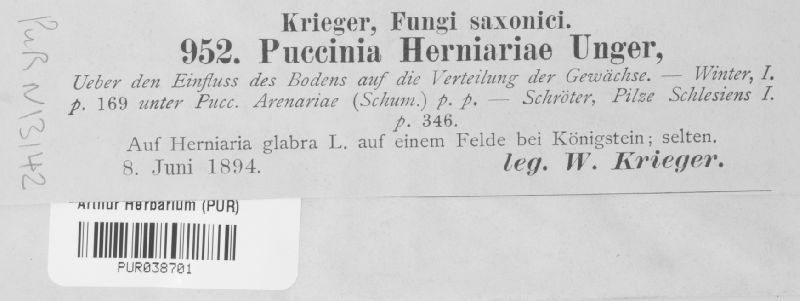 Krieger, Fungi saxonici.
952. Puccinia Herniariae Unger,
Ueber den Einfluss des Bodens auf die Verteilung der Gewächse. — Winter, I.
p. 169 unter Pucc. Arenariae (Schum.) p. p. — Schröter, Pilze Schlesiens I.
p. 346.
Auf Herniaria glabra L. auf einem Felde bei Königstein; selten.
8. Juni 1894.
leg. W. Krieger.
PUR N13142
Arthur Herbarium (PUR)
PUR038701